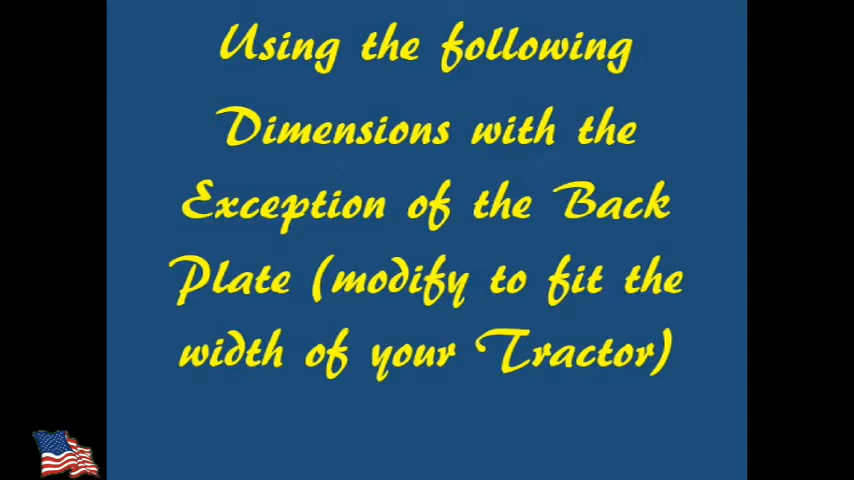 Using the following
Dimensions with the
Exception of the Back
Plate (modify to fit the
width of your Tractor)